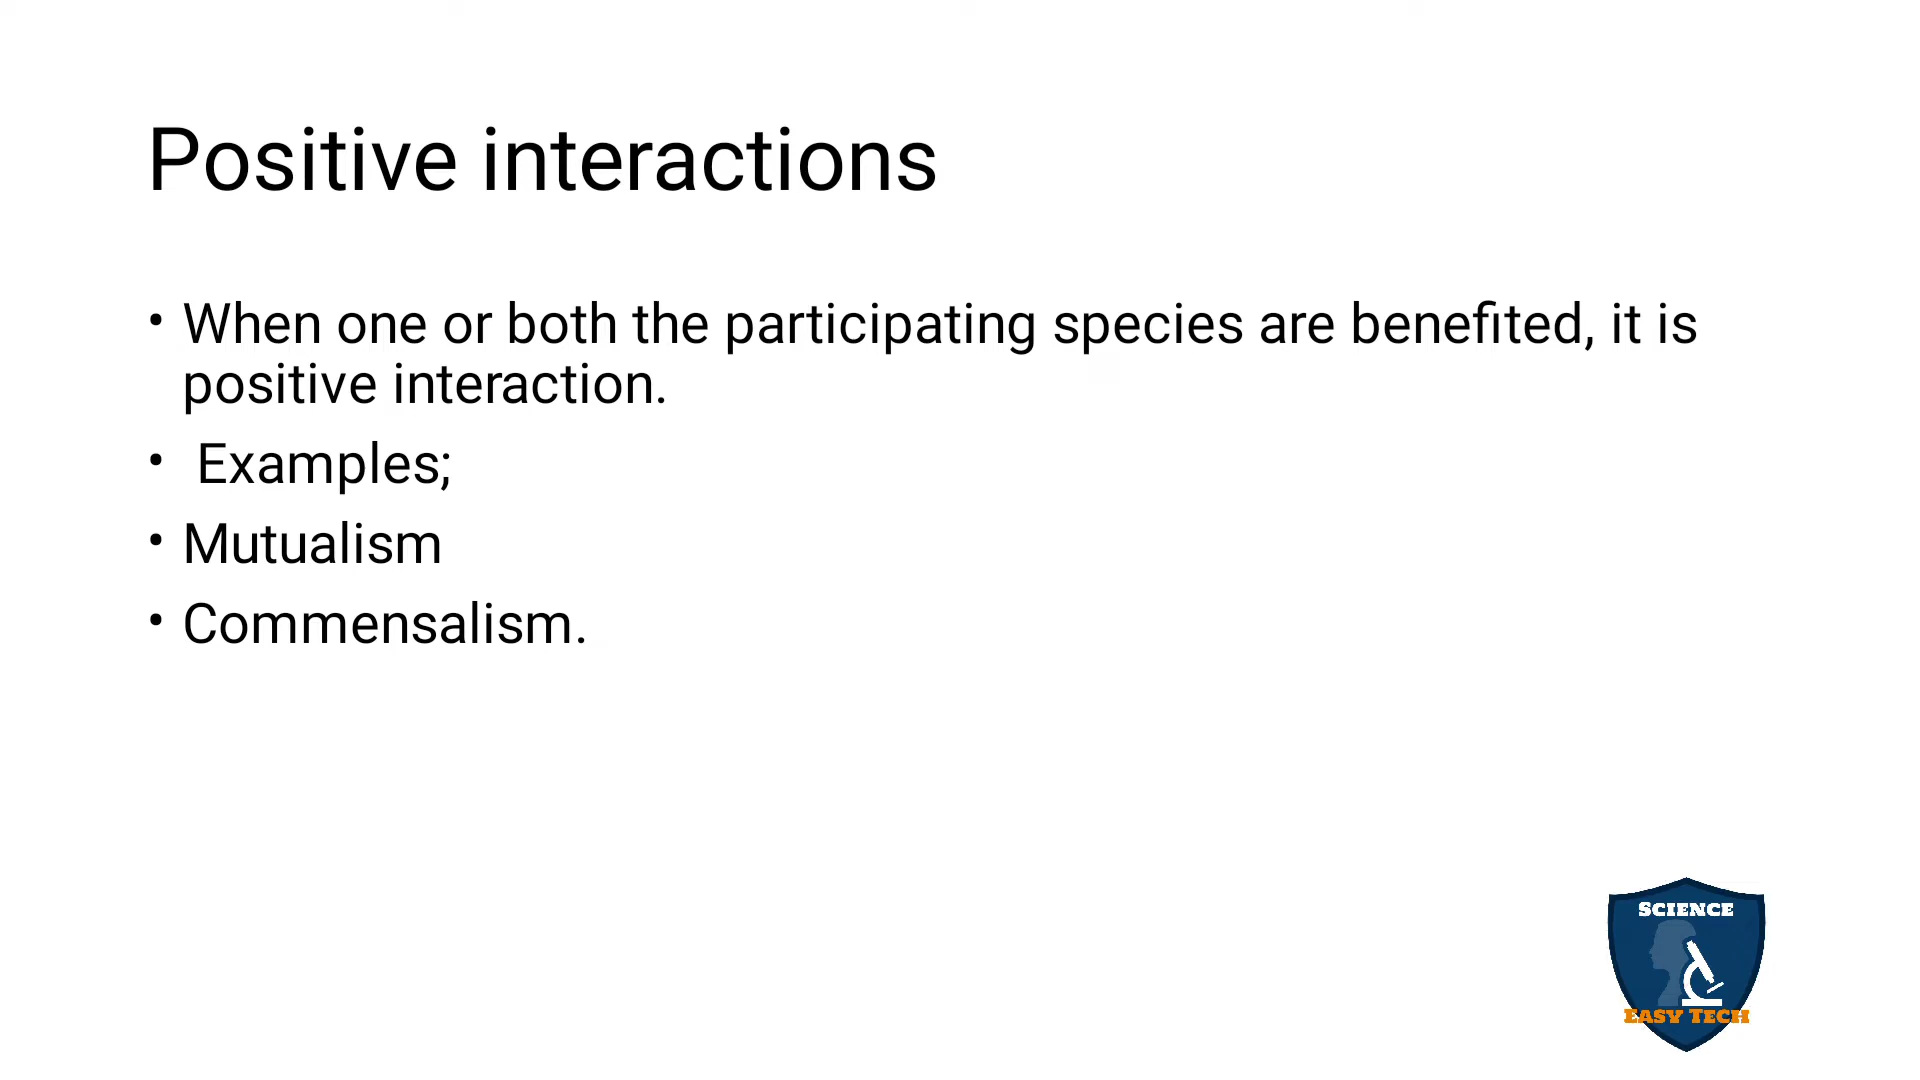 Positive interactions
• When one or both the participating species are benefited, it is
positive interaction.
• Examples;
• Mutualism
• Commensalism.
SCIENCE
EASY TECH